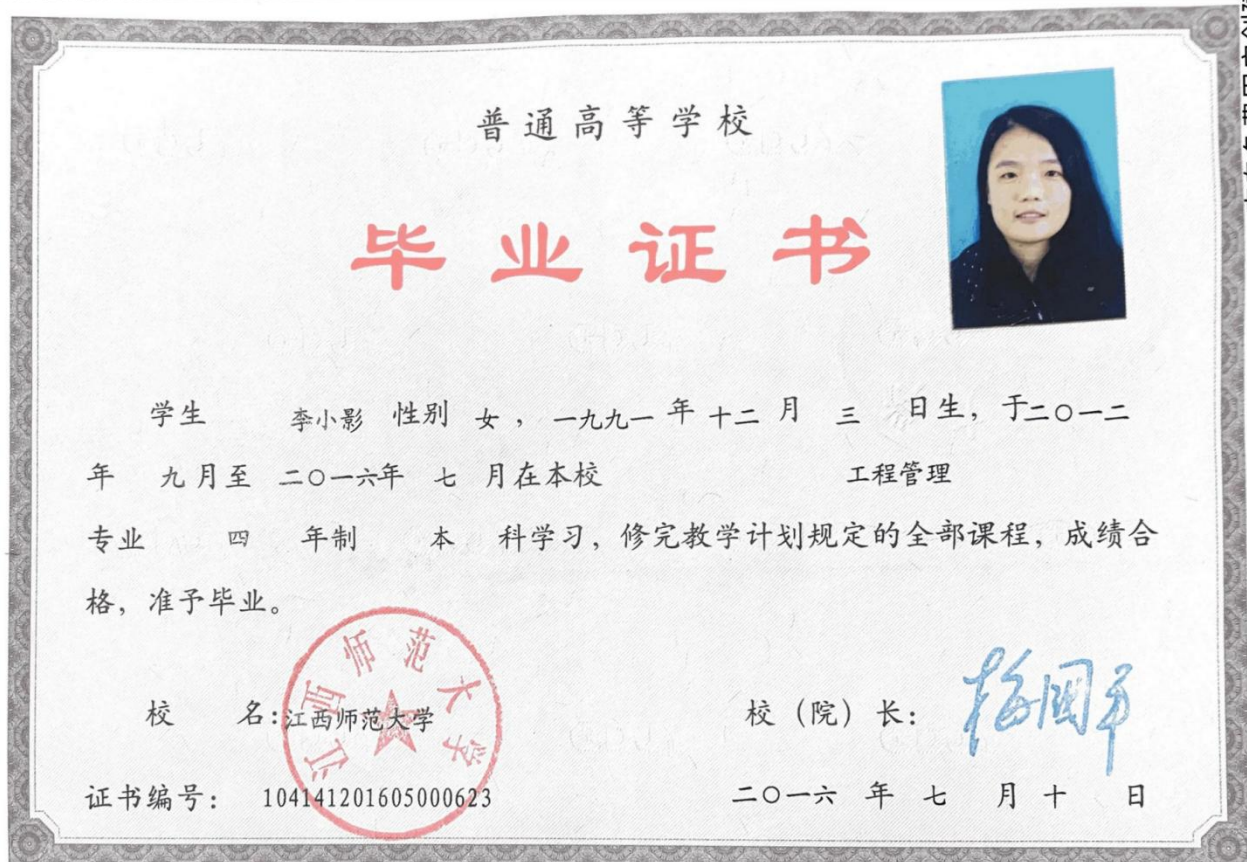 普通高等学校
毕业证书
学生 李小影 性别 女，一九九一 年 十二 月 三 日生，于二〇一二
年 九月至 二〇一六年 七 月在本校 工程管理
专业 四 年制 本 科学习，修完教学计划规定的全部课程，成绩合
格，准予毕业。
江西师范大学
校 名:江西师范大学 校（院）长: 梅国平
证书编号: 104141201605000623 二〇一六 年 七 月 十 日